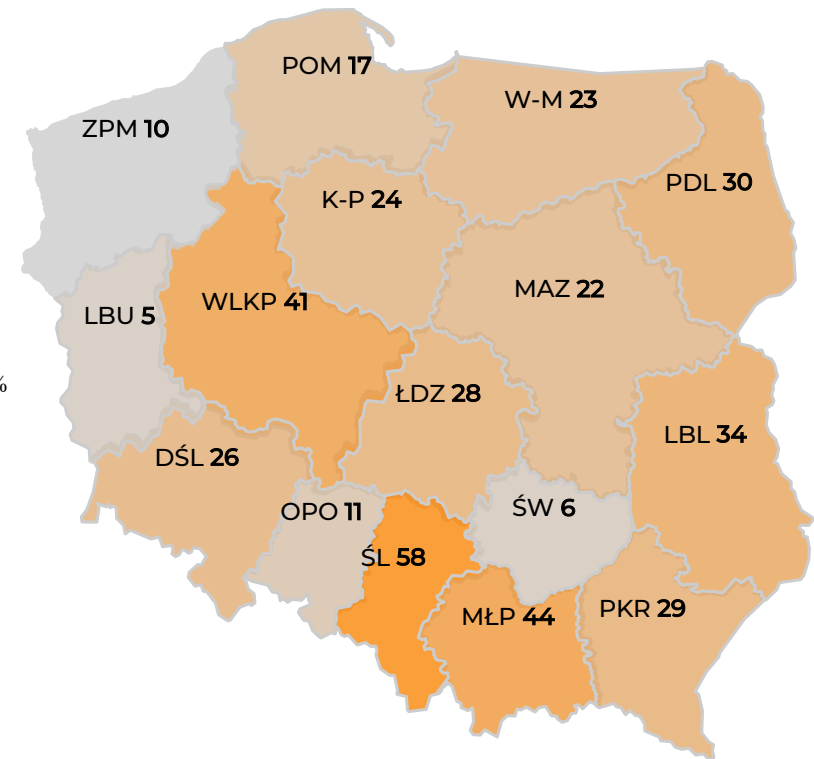 POM 17
W-M 23
ZPM 10
PDL 30
K-P 24
MAZ 22
WLKP 41
LBU 5
%
ŁDZ 28
LBL 34
DŚL 26
ŚW 6
OPO 11
ŚL 58
PKR 29
MŁP 44